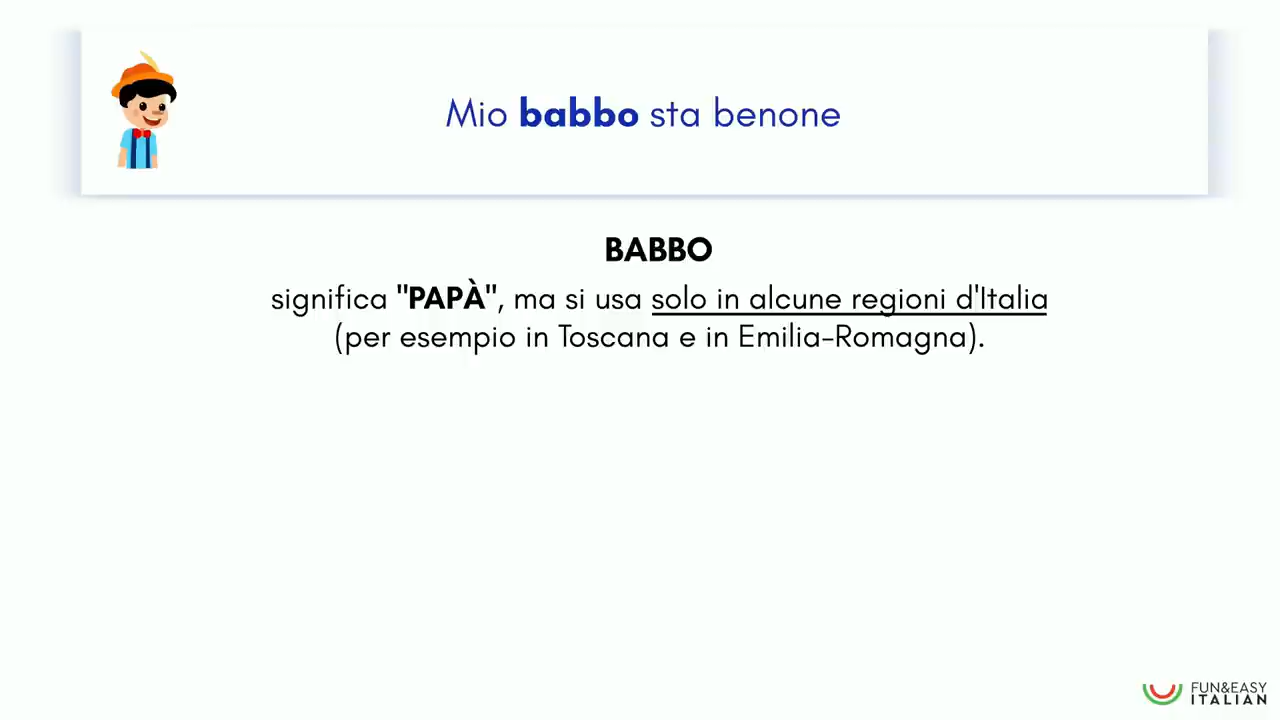 Mio babbo sta benone
BABBO
significa "PAPÀ", ma si usa solo in alcune regioni d'Italia
(per esempio in Toscana e in Emilia-Romagna).
FUN&EASY
ITALIAN